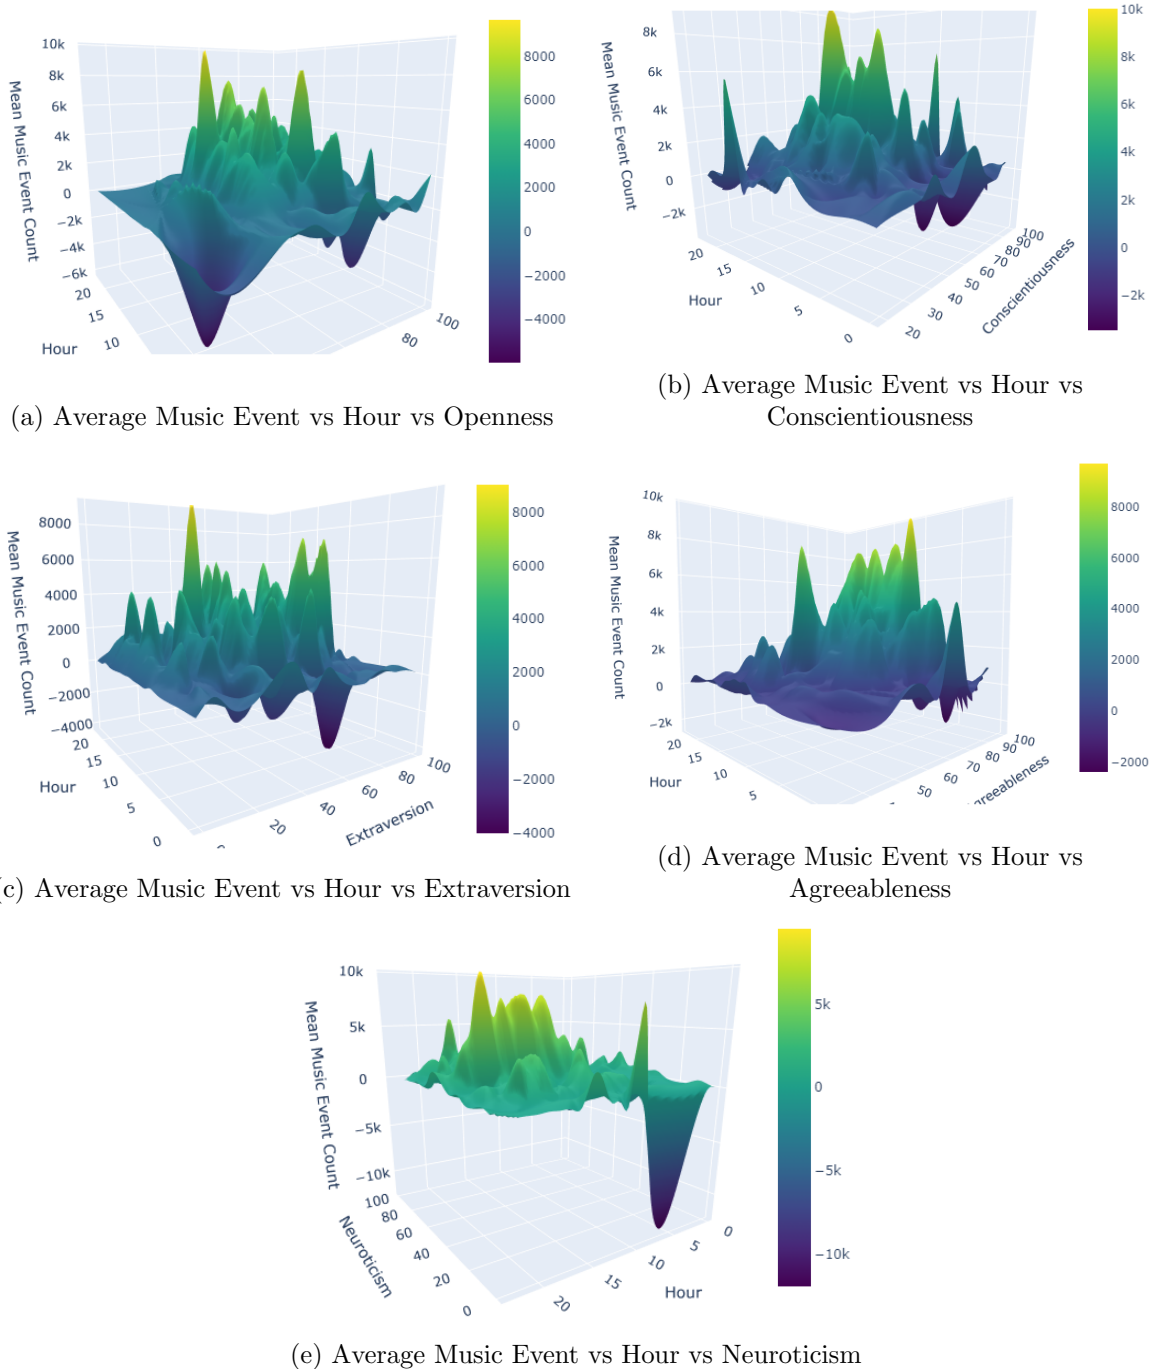 10k
8k
6k
4k
2k
0
−2k
−4k
−6k
Mean Music Event Count
20
15
10
Hour
80
100
8000
6000
4000
2000
0
−2000
−4000
(a) Average Music Event vs Hour vs Openness
8k
6k
4k
2k
0
−2k
Mean Music Event Count
20
15
10
5
0
Hour
20
30
40
50
60
70
80
90
100
Conscientiousness
10k
8k
6k
4k
2k
0
−2k
(b) Average Music Event vs Hour vs
Conscientiousness
8000
6000
4000
2000
0
−2000
−4000
Mean Music Event Count
20
15
10
5
0
Hour
20
40
60
80
100
Extraversion
8000
6000
4000
2000
0
−2000
−4000
c) Average Music Event vs Hour vs Extraversion
10k
8k
6k
4k
2k
0
−2k
Mean Music Event Count
20
15
10
5
Hour
50
60
70
80
90
100
greeableness
8000
6000
4000
2000
0
−2000
(d) Average Music Event vs Hour vs
Agreeableness
10k
5k
0
−5k
−10k
Mean Music Event Count
100
80
60
40
20
0
Neuroticism
20
15
10
5
0
Hour
5k
0
−5k
−10k
(e) Average Music Event vs Hour vs Neuroticism